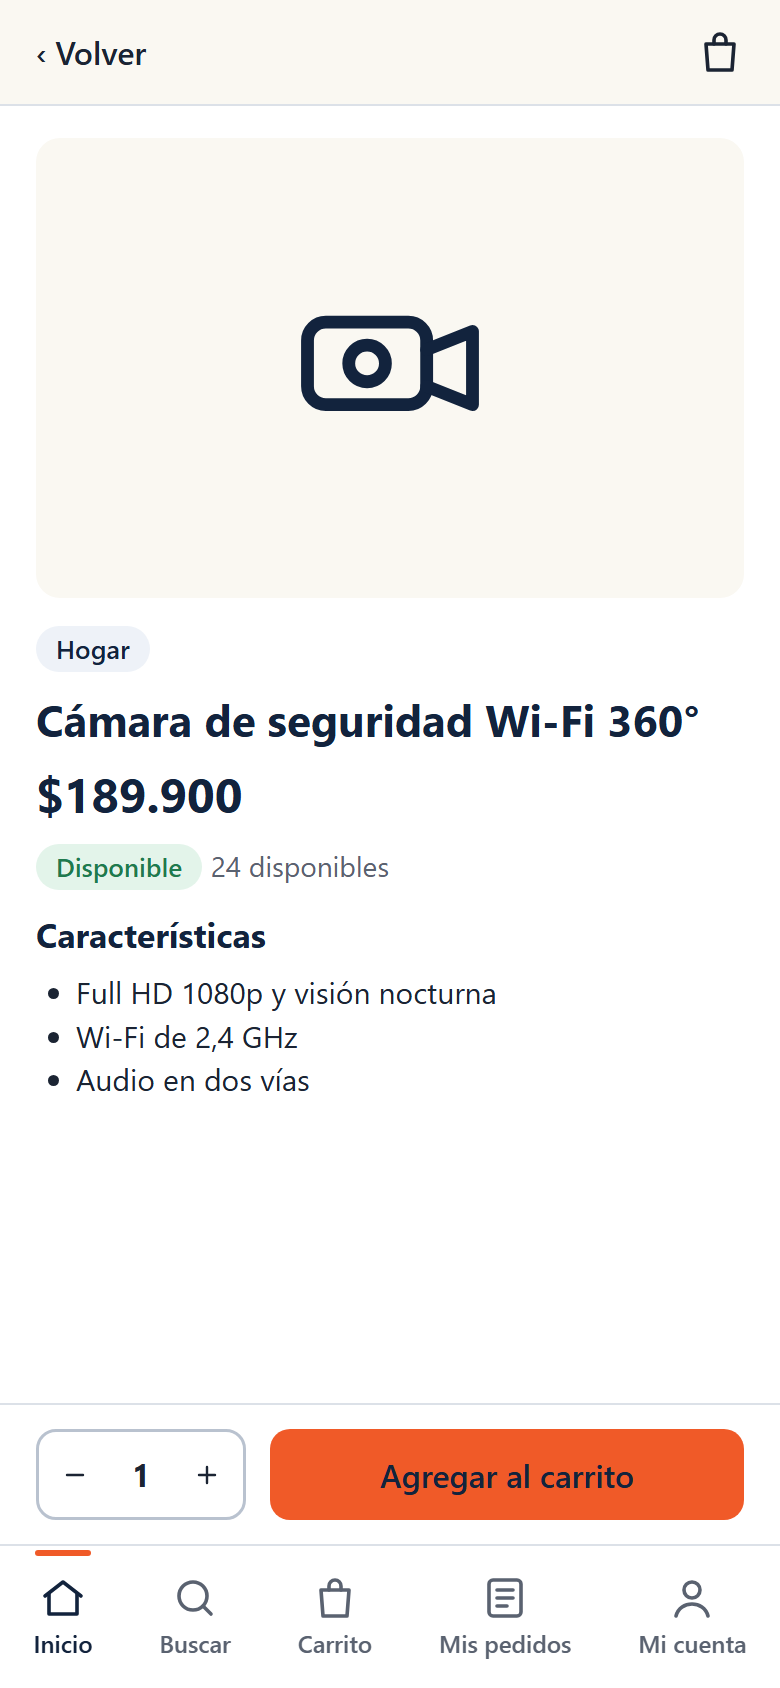 ‹ Volver
Hogar
Cámara de seguridad Wi-Fi 360°
$189.900
Disponible 24 disponibles
Características
• Full HD 1080p y visión nocturna
• Wi-Fi de 2,4 GHz
• Audio en dos vías
− 1 + Agregar al carrito
Inicio Buscar Carrito Mis pedidos Mi cuenta